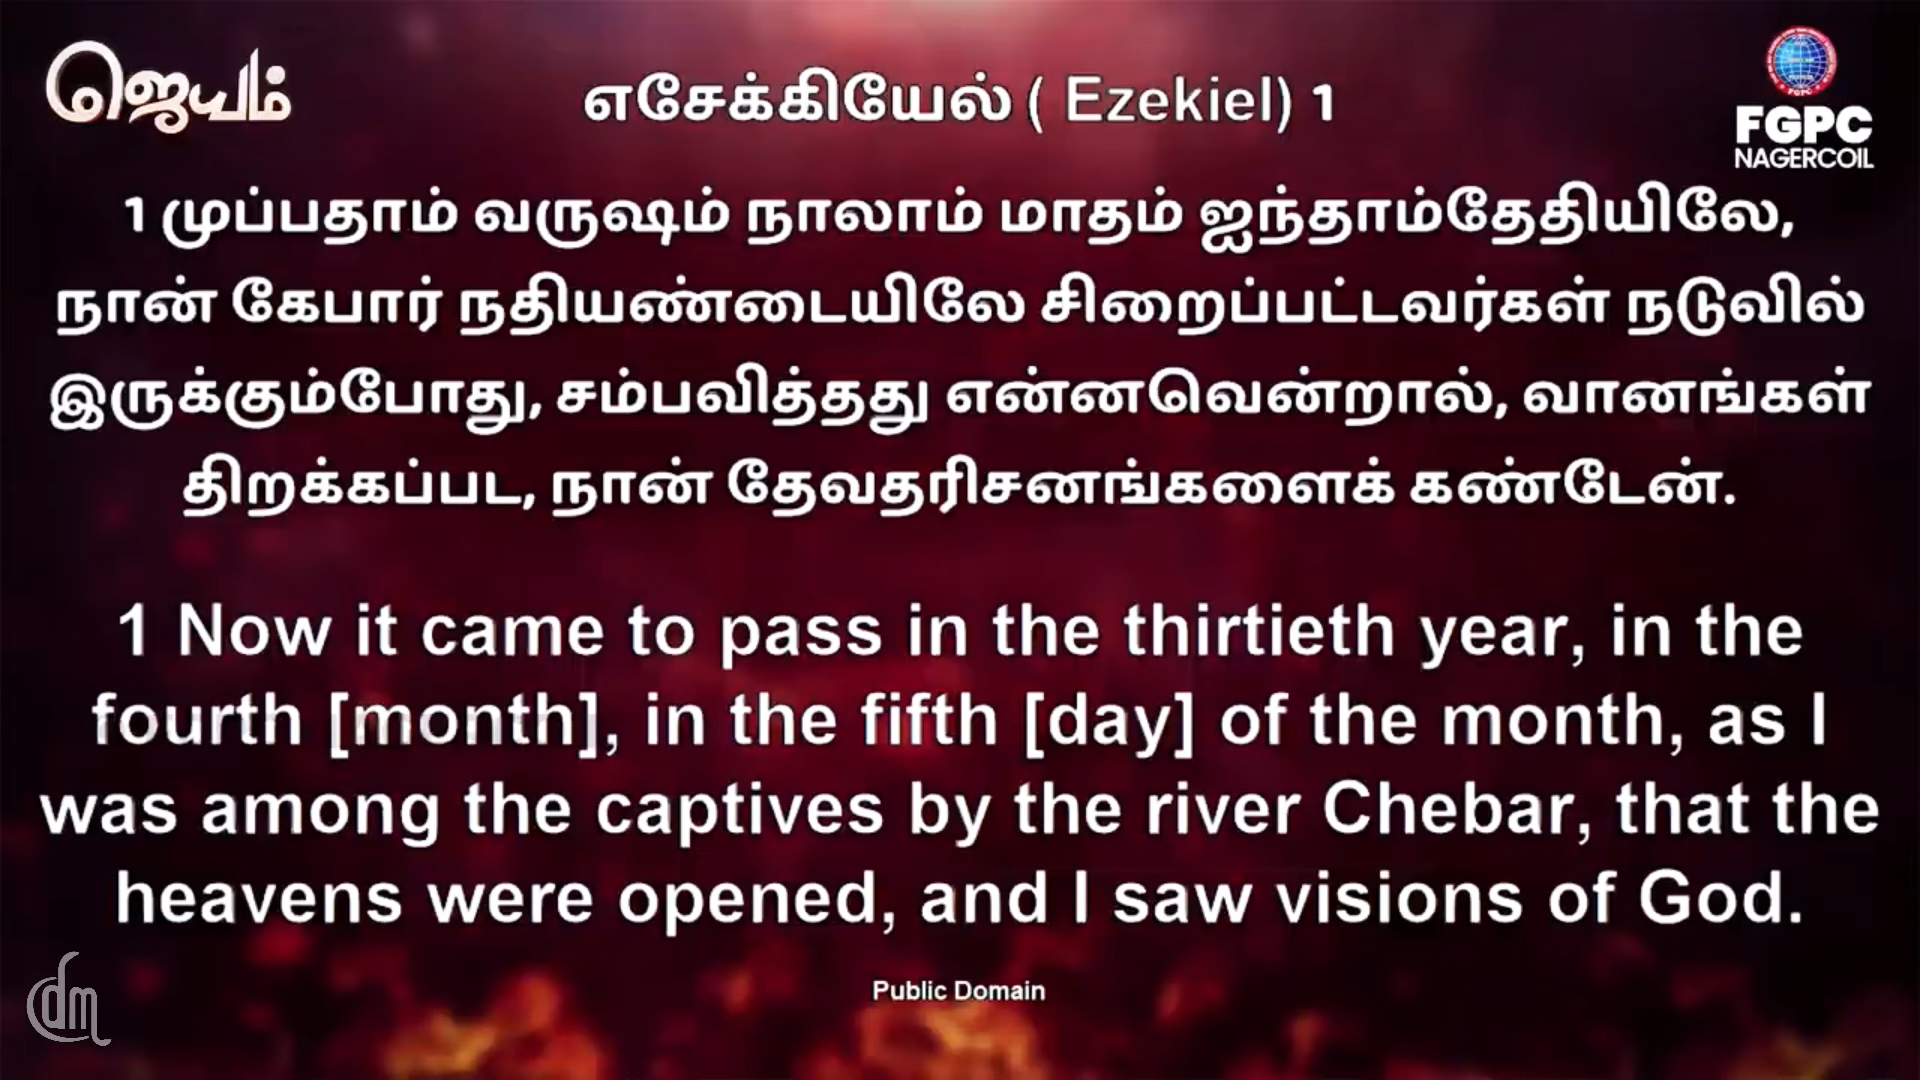 ஜெயம்
எசேக்கியேல் ( Ezekiel) 1
FGPC
NAGERCOIL
1 முப்பதாம் வருஷம் நாலாம் மாதம் ஐந்தாம்தேதியிலே,
நான் கேபார் நதியண்டையிலே சிறைப்பட்டவர்கள் நடுவில்
இருக்கும்போது, சம்பவித்தது என்னவென்றால், வானங்கள்
திறக்கப்பட, நான் தேவதரிசனங்களைக் கண்டேன்.
1 Now it came to pass in the thirtieth year, in the
fourth [month], in the fifth [day] of the month, as I
was among the captives by the river Chebar, that the
heavens were opened, and I saw visions of God.
Public Domain
dm